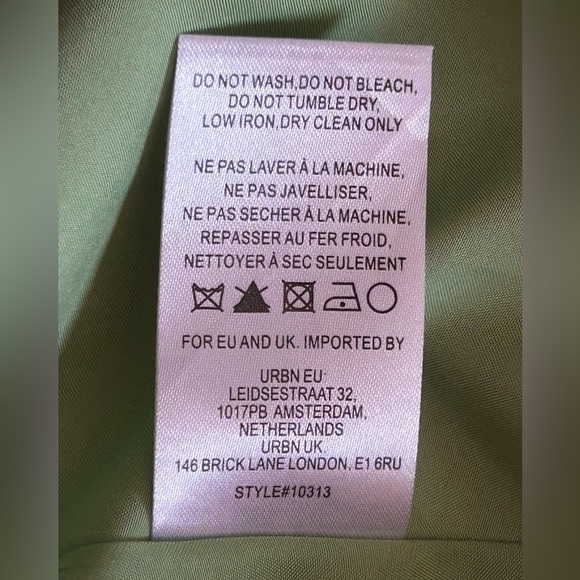 DO NOT WASH,DO NOT BLEACH,
DO NOT TUMBLE DRY,
LOW IRON,DRY CLEAN ONLY
NE PAS LAVER À LA MACHINE,
NE PAS JAVELLISER,
NE PAS SECHER À LA MACHINE,
REPASSER AU FER FROID,
NETTOYER À SEC SEULEMENT
FOR EU AND UK. IMPORTED BY
URBN EU
LEIDSESTRAAT 32,
1017PB AMSTERDAM,
NETHERLANDS
URBN UK
146 BRICK LANE LONDON, E1 6RU
STYLE#10313